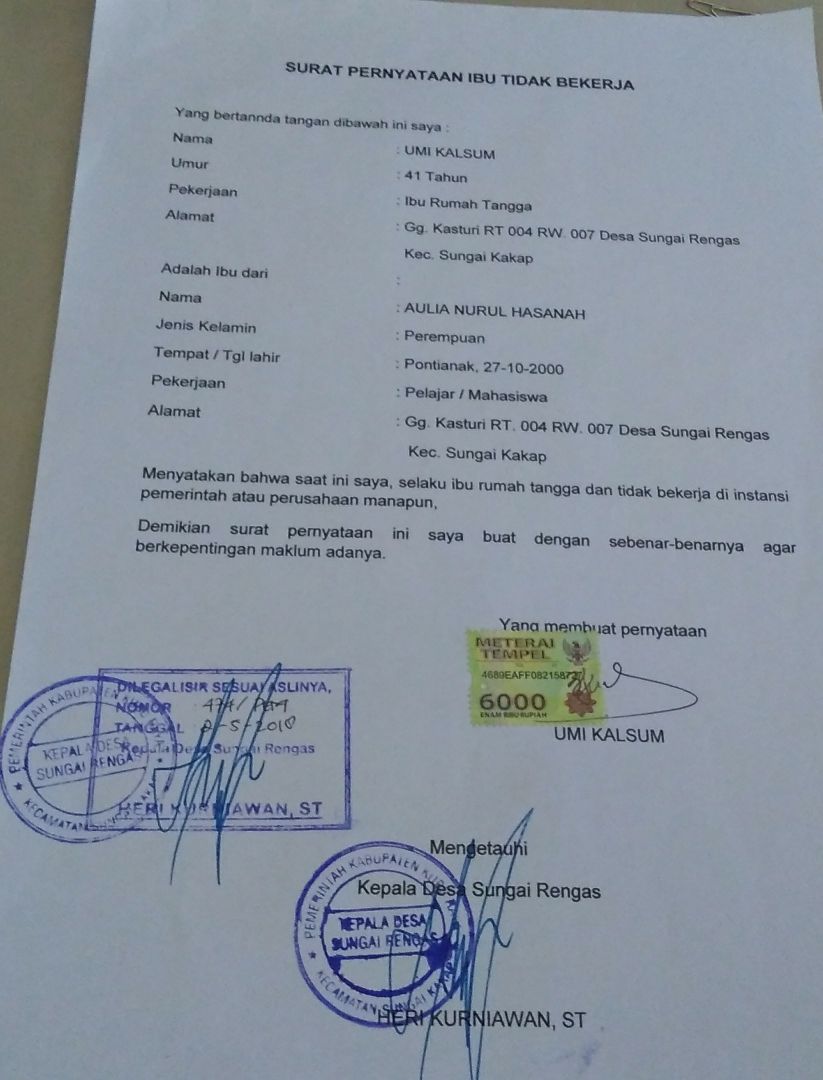 SURAT PERNYATAAN IBU TIDAK BEKERJA
Yang bertannda tangan dibawah ini saya :
Nama : UMI KALSUM
Umur : 41 Tahun
Pekerjaan : Ibu Rumah Tangga
Alamat : Gg. Kasturi RT 004 RW. 007 Desa Sungai Rengas
Kec. Sungai Kakap
Adalah Ibu dari :
Nama : AULIA NURUL HASANAH
Jenis Kelamin : Perempuan
Tempat / Tgl lahir : Pontianak, 27-10-2000
Pekerjaan : Pelajar / Mahasiswa
Alamat : Gg. Kasturi RT. 004 RW. 007 Desa Sungai Rengas
Kec. Sungai Kakap
Menyatakan bahwa saat ini saya, selaku ibu rumah tangga dan tidak bekerja di instansi
pemerintah atau perusahaan manapun,
Demikian surat pernyataan ini saya buat dengan sebenar-benarnya agar
berkepentingan maklum adanya.
Yang membuat pernyataan
METERAI
TEMPEL
6000
ENAM RIBU RUPIAH
UMI KALSUM
DILEGALISIR SESUAI ASLINYA,
NOMOR
TANGGAL 2-5-2018
Kepala Desa Sungai Rengas
HERI KURNIAWAN, ST
PEMERINTAH KABUPATEN
KEPALA DESA
SUNGAI RENGAS
KECAMATAN SUNGAI
Mengetauhi
Kepala Desa Sungai Rengas
PEMERINTAH KABUPATEN
KEPALA DESA
SUNGAI RENGAS
KECAMATAN SUNGAI KAKAP
HERI KURNIAWAN, ST